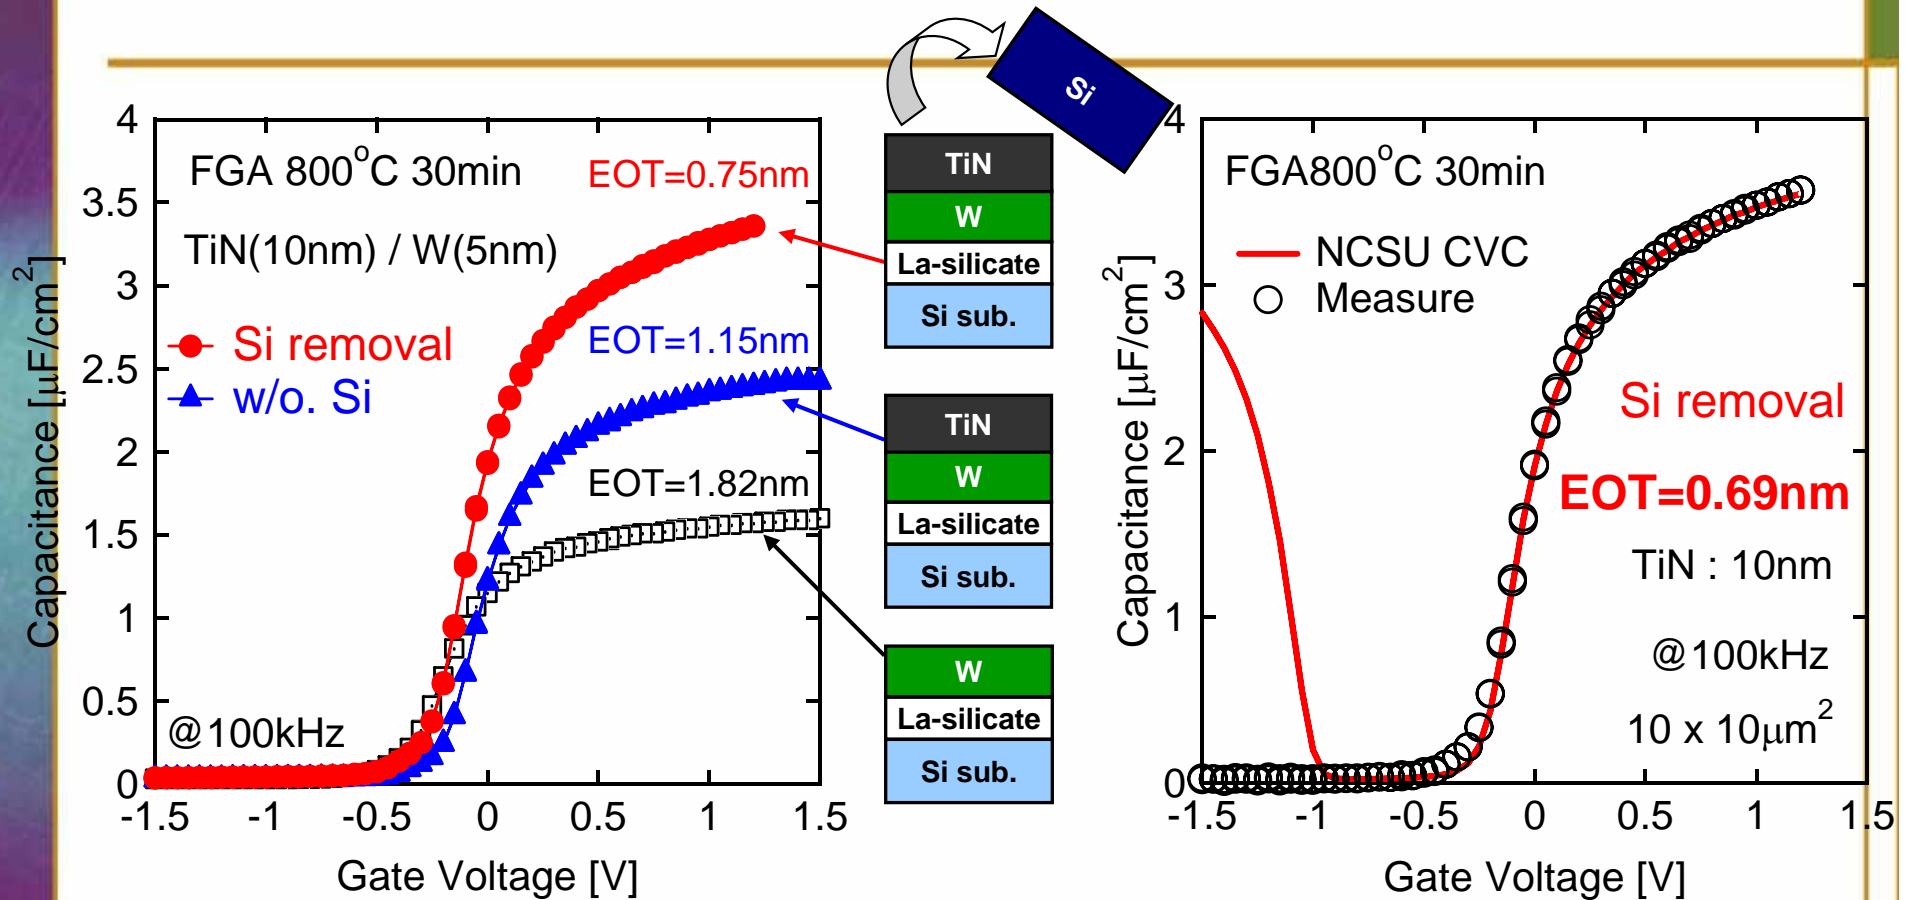 4
3.5
3
2.5
2
1.5
1
0.5
0
-1.5
-1
-0.5
0
0.5
1
1.5
Capacitance [μF/cm²]
Gate Voltage [V]
FGA 800°C 30min
TiN(10nm) / W(5nm)
Si removal
w/o. Si
EOT=0.75nm
EOT=1.15nm
EOT=1.82nm
@100kHz
Si
TiN
W
La-silicate
Si sub.
TiN
W
La-silicate
Si sub.
W
La-silicate
Si sub.
4
3
2
1
0
-1.5
-1
-0.5
0
0.5
1
1.5
Capacitance [μF/cm²]
Gate Voltage [V]
FGA800°C 30min
NCSU CVC
Measure
Si removal
EOT=0.69nm
TiN : 10nm
@100kHz
10 x 10μm²